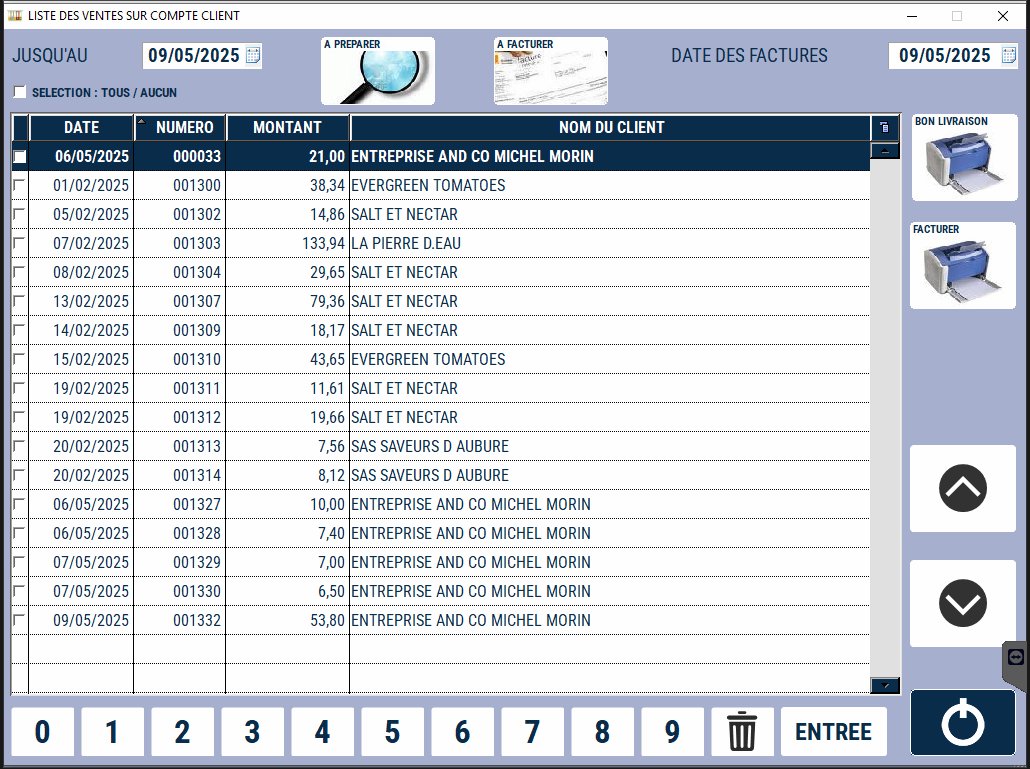 LISTE DES VENTES SUR COMPTE CLIENT
JUSQU'AU
09/05/2025
A PREPARER
A FACTURER
facture
DATE DES FACTURES
09/05/2025
SELECTION : TOUS / AUCUN
DATE NUMERO MONTANT NOM DU CLIENT
06/05/2025 000033 21,00 ENTREPRISE AND CO MICHEL MORIN
01/02/2025 001300 38,34 EVERGREEN TOMATOES
05/02/2025 001302 14,86 SALT ET NECTAR
07/02/2025 001303 133,94 LA PIERRE D.EAU
08/02/2025 001304 29,65 SALT ET NECTAR
13/02/2025 001307 79,36 SALT ET NECTAR
14/02/2025 001309 18,17 SALT ET NECTAR
15/02/2025 001310 43,65 EVERGREEN TOMATOES
19/02/2025 001311 11,61 SALT ET NECTAR
19/02/2025 001312 19,66 SALT ET NECTAR
20/02/2025 001313 7,56 SAS SAVEURS D AUBURE
20/02/2025 001314 8,12 SAS SAVEURS D AUBURE
06/05/2025 001327 10,00 ENTREPRISE AND CO MICHEL MORIN
06/05/2025 001328 7,40 ENTREPRISE AND CO MICHEL MORIN
07/05/2025 001329 7,00 ENTREPRISE AND CO MICHEL MORIN
07/05/2025 001330 6,50 ENTREPRISE AND CO MICHEL MORIN
09/05/2025 001332 53,80 ENTREPRISE AND CO MICHEL MORIN
BON LIVRAISON
FACTURER
0 1 2 3 4 5 6 7 8 9 ENTREE